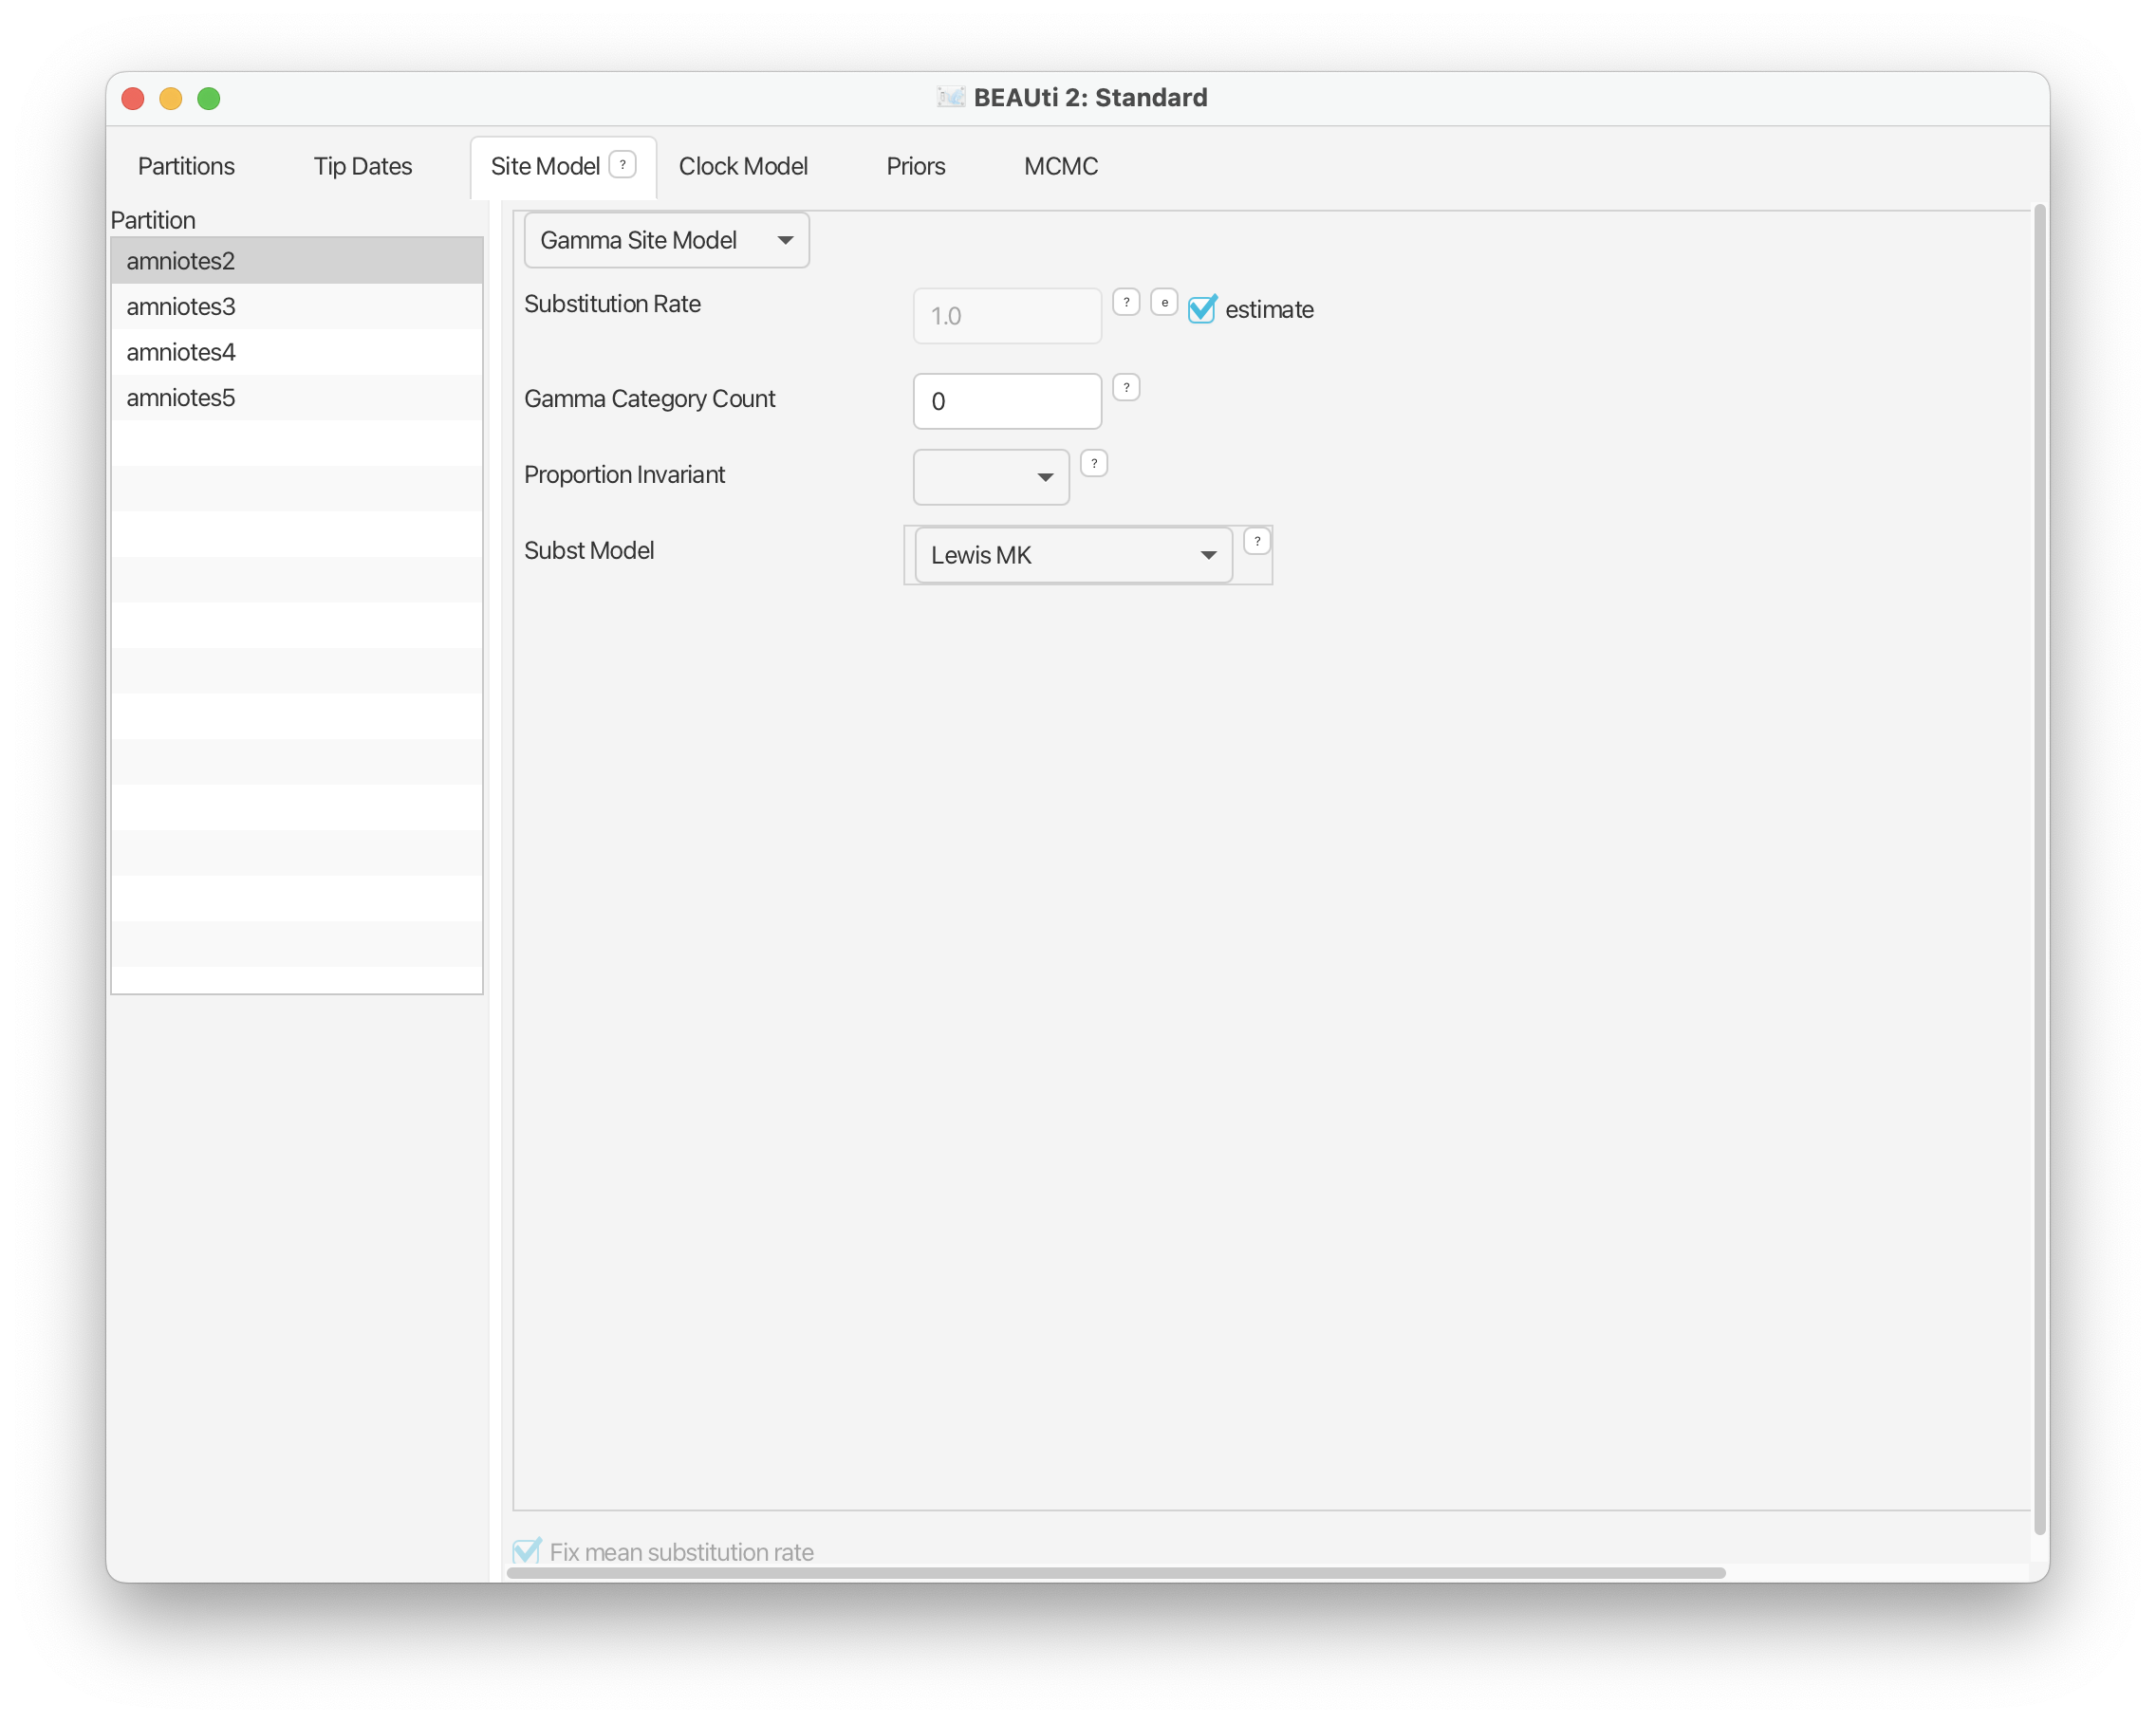 BEAUti 2: Standard
Partitions Tip Dates Site Model ? Clock Model Priors MCMC
Partition
amniotes2
amniotes3
amniotes4
amniotes5
Gamma Site Model
Substitution Rate 1.0 ? e estimate
Gamma Category Count 0 ?
Proportion Invariant ?
Subst Model Lewis MK ?
Fix mean substitution rate